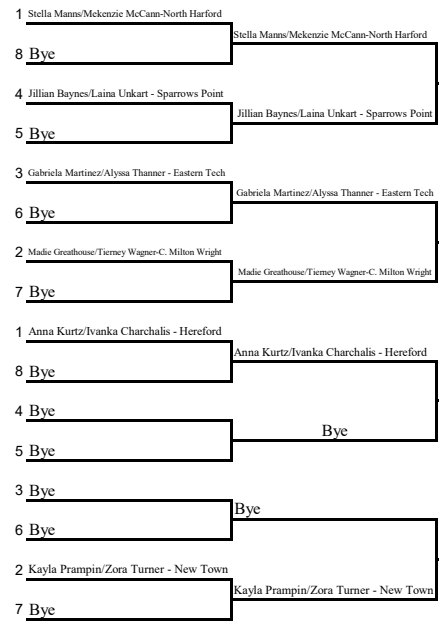 1 Stella Manns/Mekenzie McCann-North Harford
Stella Manns/Mekenzie McCann-North Harford
8 Bye
4 Jillian Baynes/Laina Unkart - Sparrows Point
Jillian Baynes/Laina Unkart - Sparrows Point
5 Bye
3 Gabriela Martinez/Alyssa Thanner - Eastern Tech
Gabriela Martinez/Alyssa Thanner - Eastern Tech
6 Bye
2 Madie Greathouse/Tierney Wagner-C. Milton Wright
Madie Greathouse/Tierney Wagner-C. Milton Wright
7 Bye
1 Anna Kurtz/Ivanka Charchalis - Hereford
Anna Kurtz/Ivanka Charchalis - Hereford
8 Bye
4 Bye
Bye
5 Bye
3 Bye
Bye
6 Bye
2 Kayla Prampin/Zora Turner - New Town
Kayla Prampin/Zora Turner - New Town
7 Bye